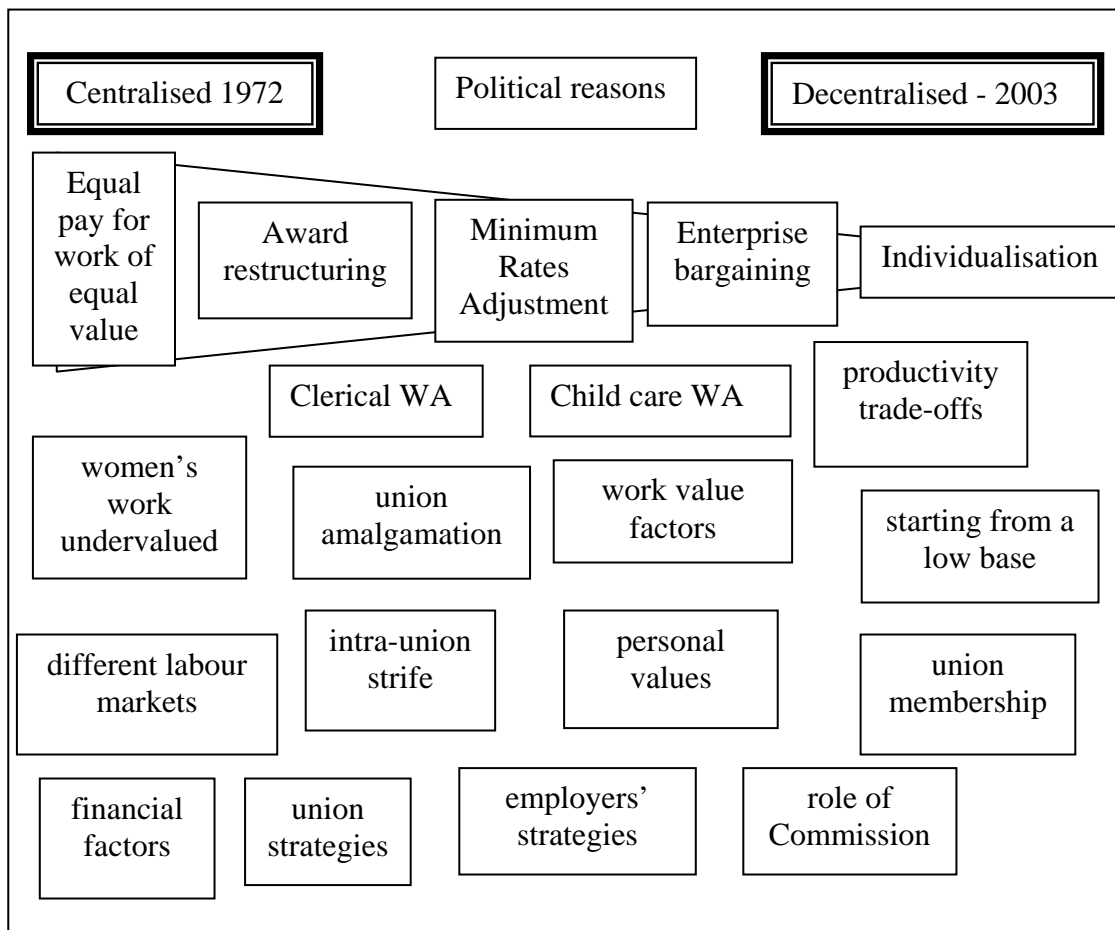 Centralised 1972
Political reasons
Decentralised - 2003
Equal
pay for
work of
equal
value
Award
restructuring
Minimum
Rates
Adjustment
Enterprise
bargaining
Individualisation
Clerical WA
Child care WA
productivity
trade-offs
women’s
work
undervalued
union
amalgamation
work value
factors
starting from a
low base
different labour
markets
intra-union
strife
personal
values
union
membership
financial
factors
union
strategies
employers’
strategies
role of
Commission